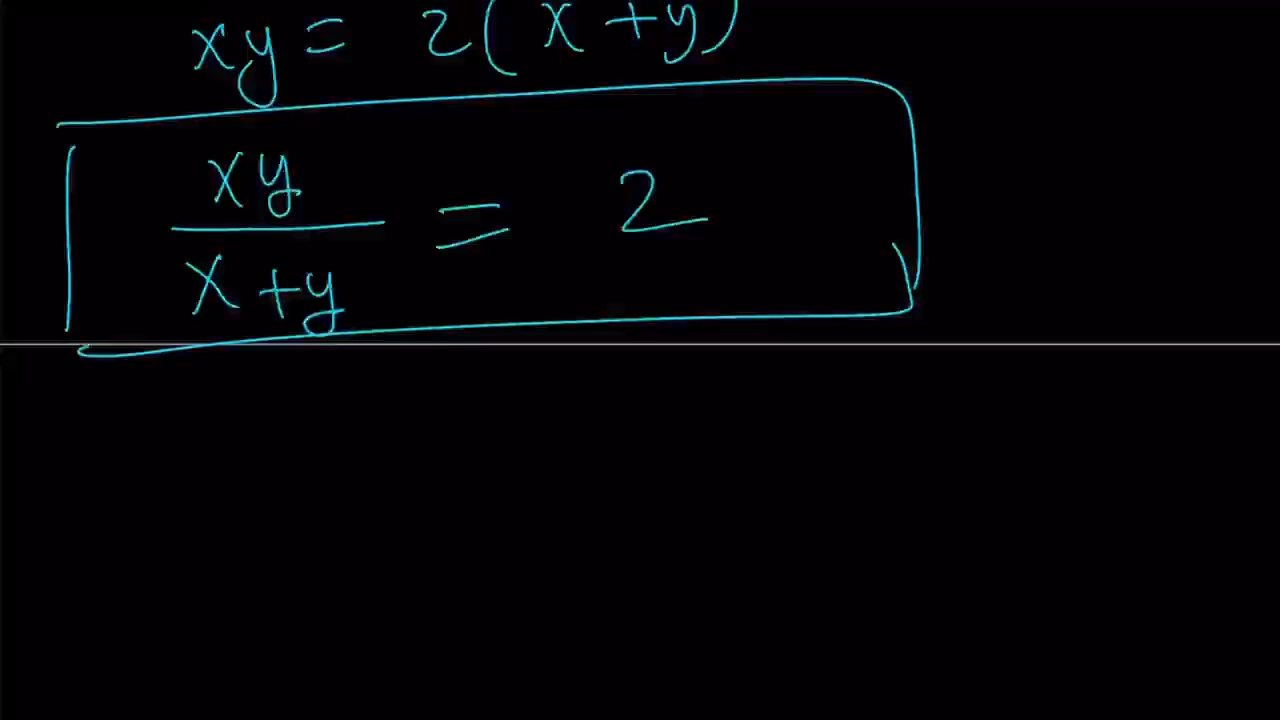 xy = 2(x+y)
xy
x+y
= 2